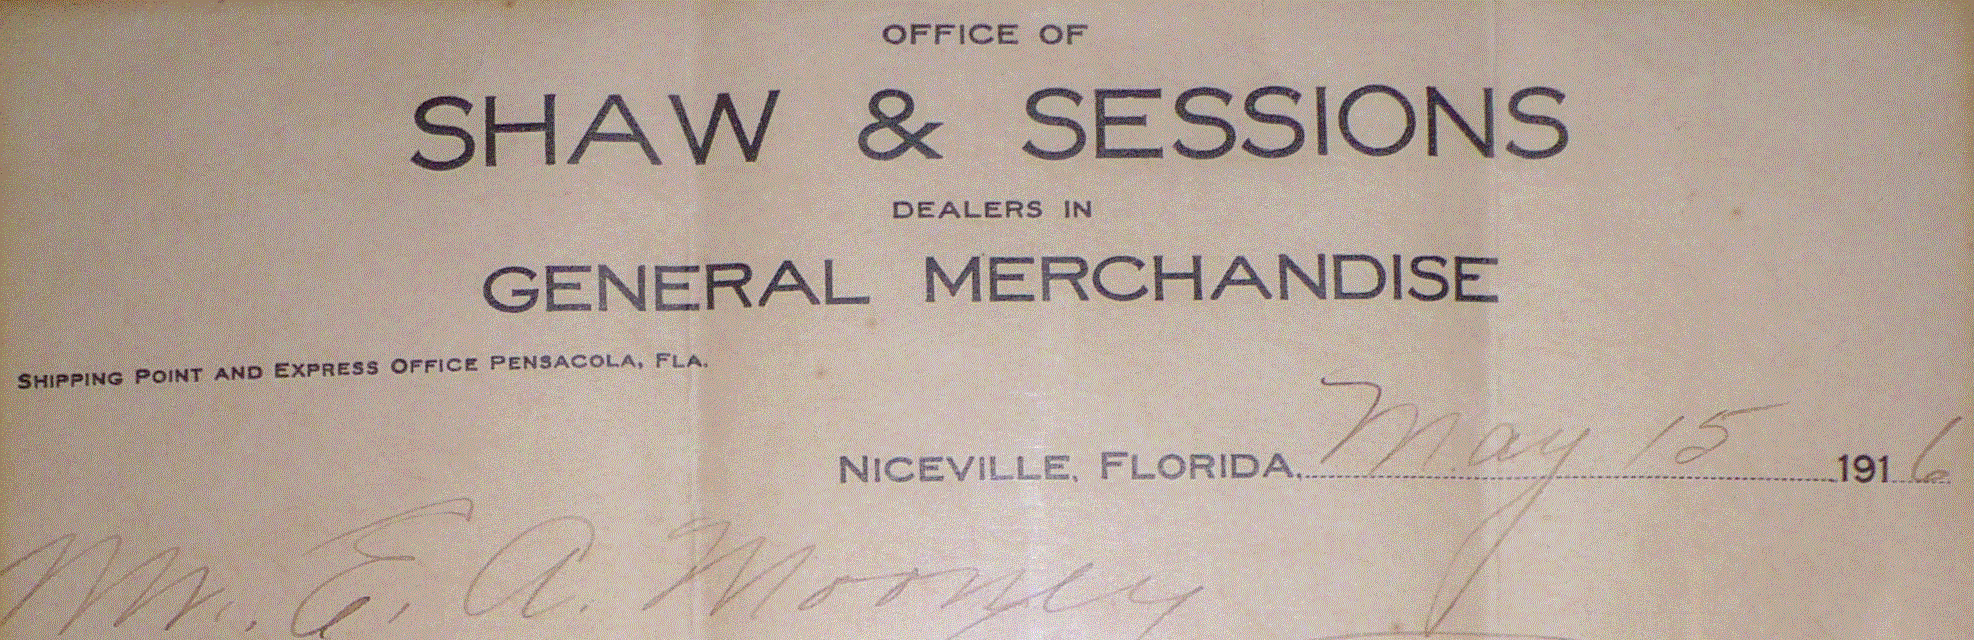 OFFICE OF
SHAW & SESSIONS
DEALERS IN
GENERAL MERCHANDISE
SHIPPING POINT AND EXPRESS OFFICE PENSACOLA, FLA.
NICEVILLE, FLORIDA, May 15 1916
Mr. E. A. Mooney